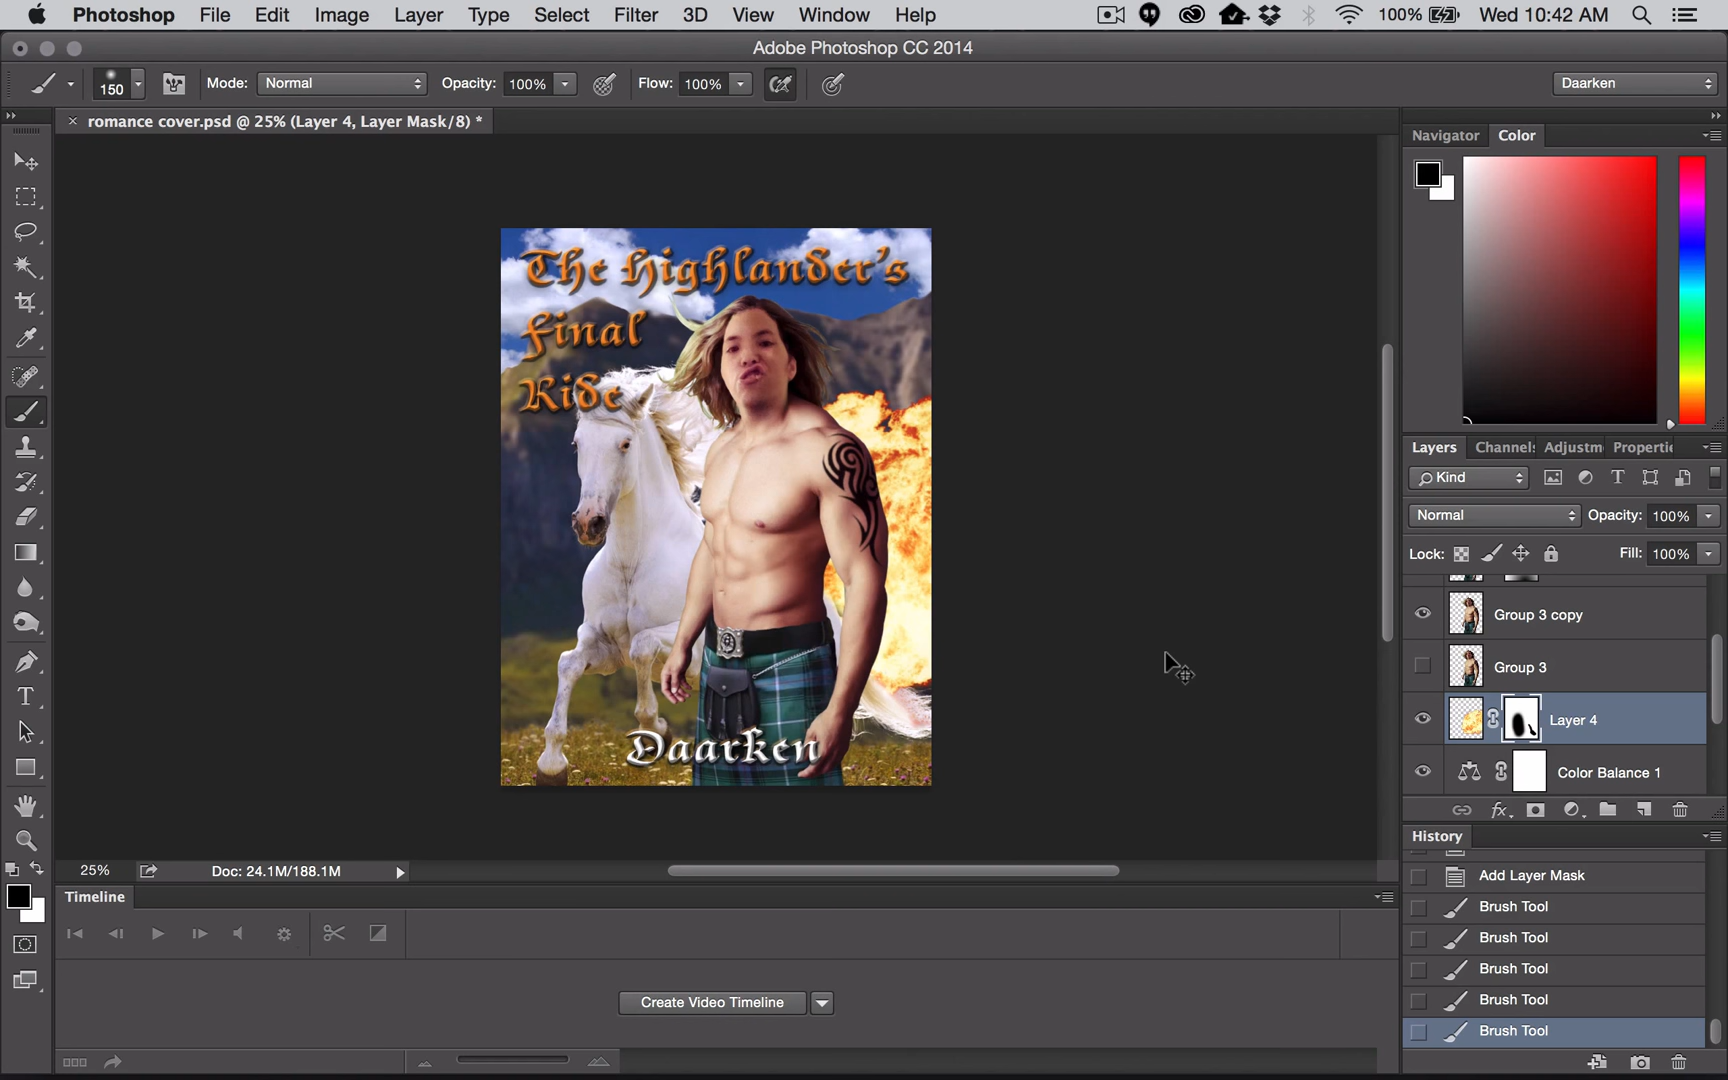 Photoshop File Edit Image Layer Type Select Filter 3D View Window Help 100% Wed 10:42 AM
Adobe Photoshop CC 2014
150 Mode: Normal Opacity: 100% Flow: 100% Daarken
romance cover.psd @ 25% (Layer 4, Layer Mask/8) *
Navigator Color
The Highlander's
Final
Ride
Daarken
Layers Channels Adjustm Properti
Kind
Normal Opacity: 100%
Lock: Fill: 100%
Group 3 copy
Group 3
Layer 4
Color Balance 1
fx
History
Add Layer Mask
Brush Tool
Brush Tool
Brush Tool
Brush Tool
Brush Tool
25% Doc: 24.1M/188.1M
Timeline
Create Video Timeline